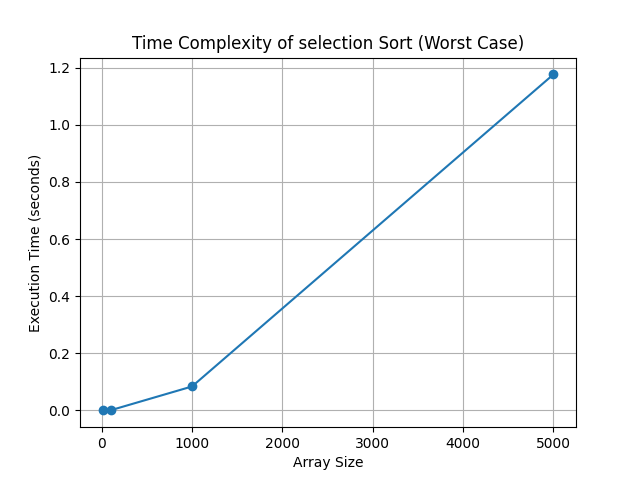 Time Complexity of selection Sort (Worst Case)
Execution Time (seconds)
1.2
1.0
0.8
0.6
0.4
0.2
0.0
0 1000 2000 3000 4000 5000
Array Size